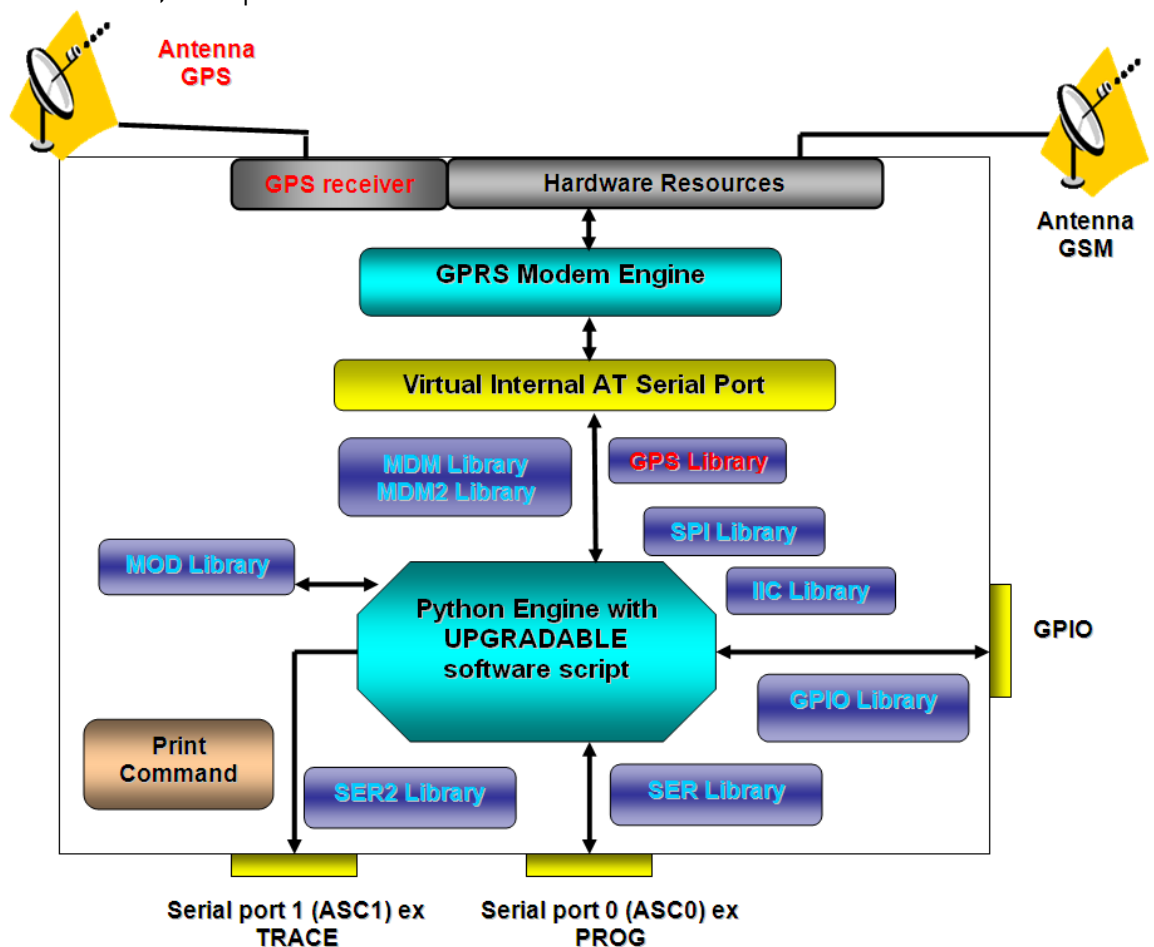 Antenna
GPS
GPS receiver
Hardware Resources
Antenna
GSM
GPRS Modem Engine
Virtual Internal AT Serial Port
MDM Library
MDM2 Library
GPS Library
SPI Library
MOD Library
IIC Library
Python Engine with
UPGRADABLE
software script
GPIO
GPIO Library
Print
Command
SER2 Library
SER Library
Serial port 1 (ASC1) ex
TRACE
Serial port 0 (ASC0) ex
PROG